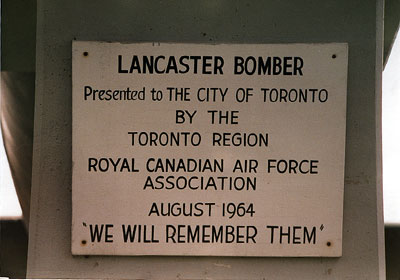 LANCASTER BOMBER
Presented to THE CITY OF TORONTO
BY THE
TORONTO REGION
ROYAL CANADIAN AIR FORCE
ASSOCIATION
AUGUST 1964
"WE WILL REMEMBER THEM"